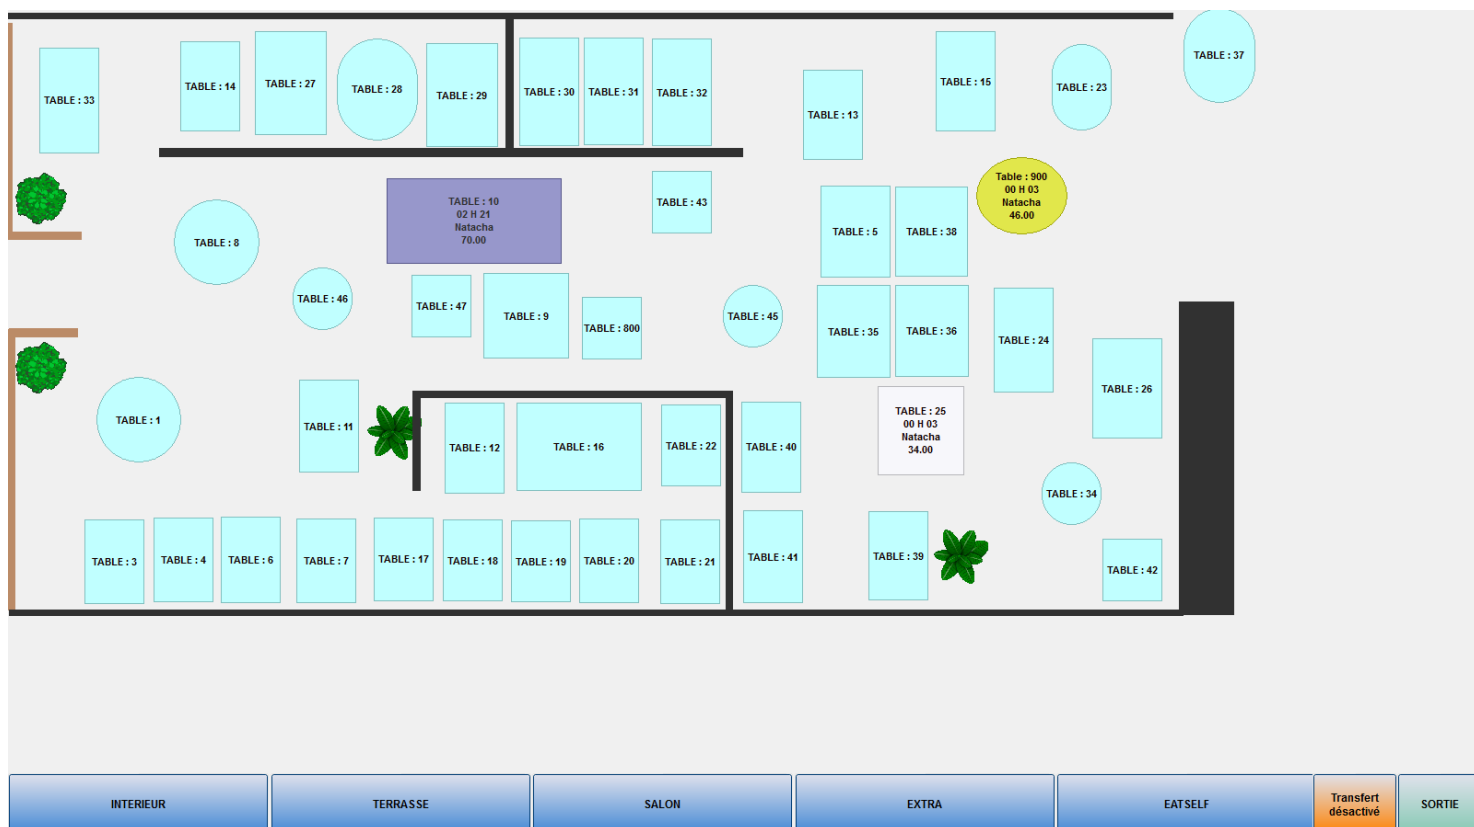 TABLE : 33
TABLE : 14
TABLE : 27
TABLE : 28
TABLE : 29
TABLE : 30
TABLE : 31
TABLE : 32
TABLE : 13
TABLE : 15
TABLE : 23
TABLE : 37
TABLE : 8
TABLE : 10
02 H 21
Natacha
70.00
TABLE : 43
TABLE : 5
TABLE : 38
Table : 900
00 H 03
Natacha
46.00
TABLE : 46
TABLE : 47
TABLE : 9
TABLE : 800
TABLE : 45
TABLE : 35
TABLE : 36
TABLE : 24
TABLE : 26
TABLE : 1
TABLE : 11
TABLE : 12
TABLE : 16
TABLE : 22
TABLE : 40
TABLE : 25
00 H 03
Natacha
34.00
TABLE : 34
TABLE : 3
TABLE : 4
TABLE : 6
TABLE : 7
TABLE : 17
TABLE : 18
TABLE : 19
TABLE : 20
TABLE : 21
TABLE : 41
TABLE : 39
TABLE : 42
INTERIEUR
TERRASSE
SALON
EXTRA
EATSELF
Transfert
désactivé
SORTIE